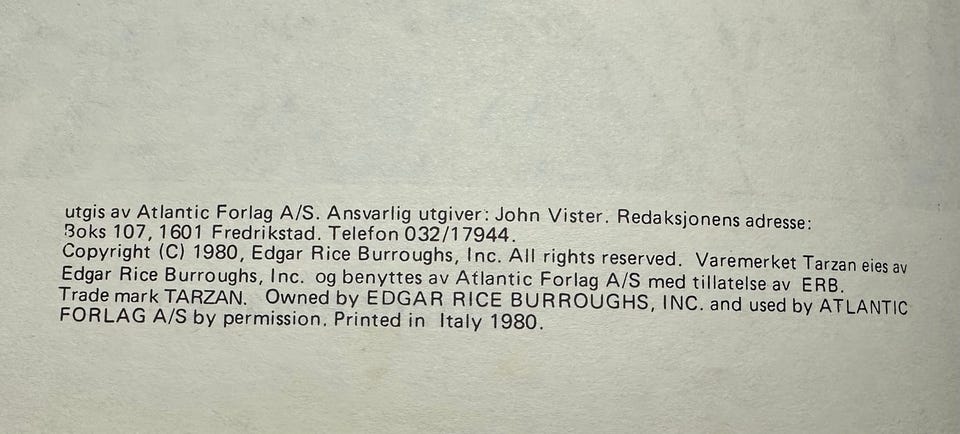 utgis av Atlantic Forlag A/S. Ansvarlig utgiver: John Vister. Redaksjonens adresse:
Boks 107, 1601 Fredrikstad. Telefon 032/17944.
Copyright (C) 1980, Edgar Rice Burroughs, Inc. All rights reserved. Varemerket Tarzan eies av
Edgar Rice Burroughs, Inc. og benyttes av Atlantic Forlag A/S med tillatelse av ERB.
Trade mark TARZAN. Owned by EDGAR RICE BURROUGHS, INC. and used by ATLANTIC
FORLAG A/S by permission. Printed in Italy 1980.